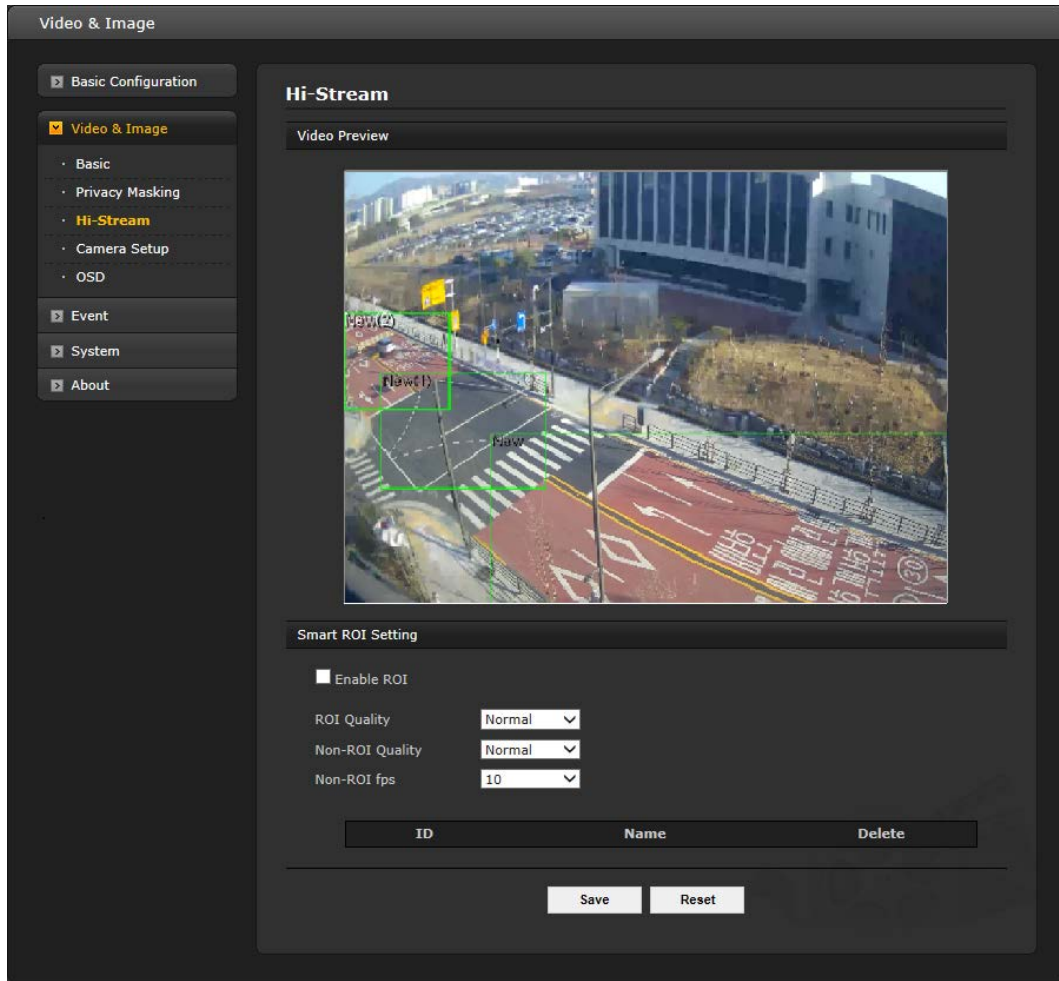 Video & Image
Basic Configuration
Video & Image
· Basic
· Privacy Masking
· Hi-Stream
· Camera Setup
· OSD
Event
System
About
Hi-Stream
Video Preview
New(2)
New(1)
New
30
Smart ROI Setting
Enable ROI
ROI Quality Normal
Non-ROI Quality Normal
Non-ROI fps 10
ID Name Delete
Save Reset